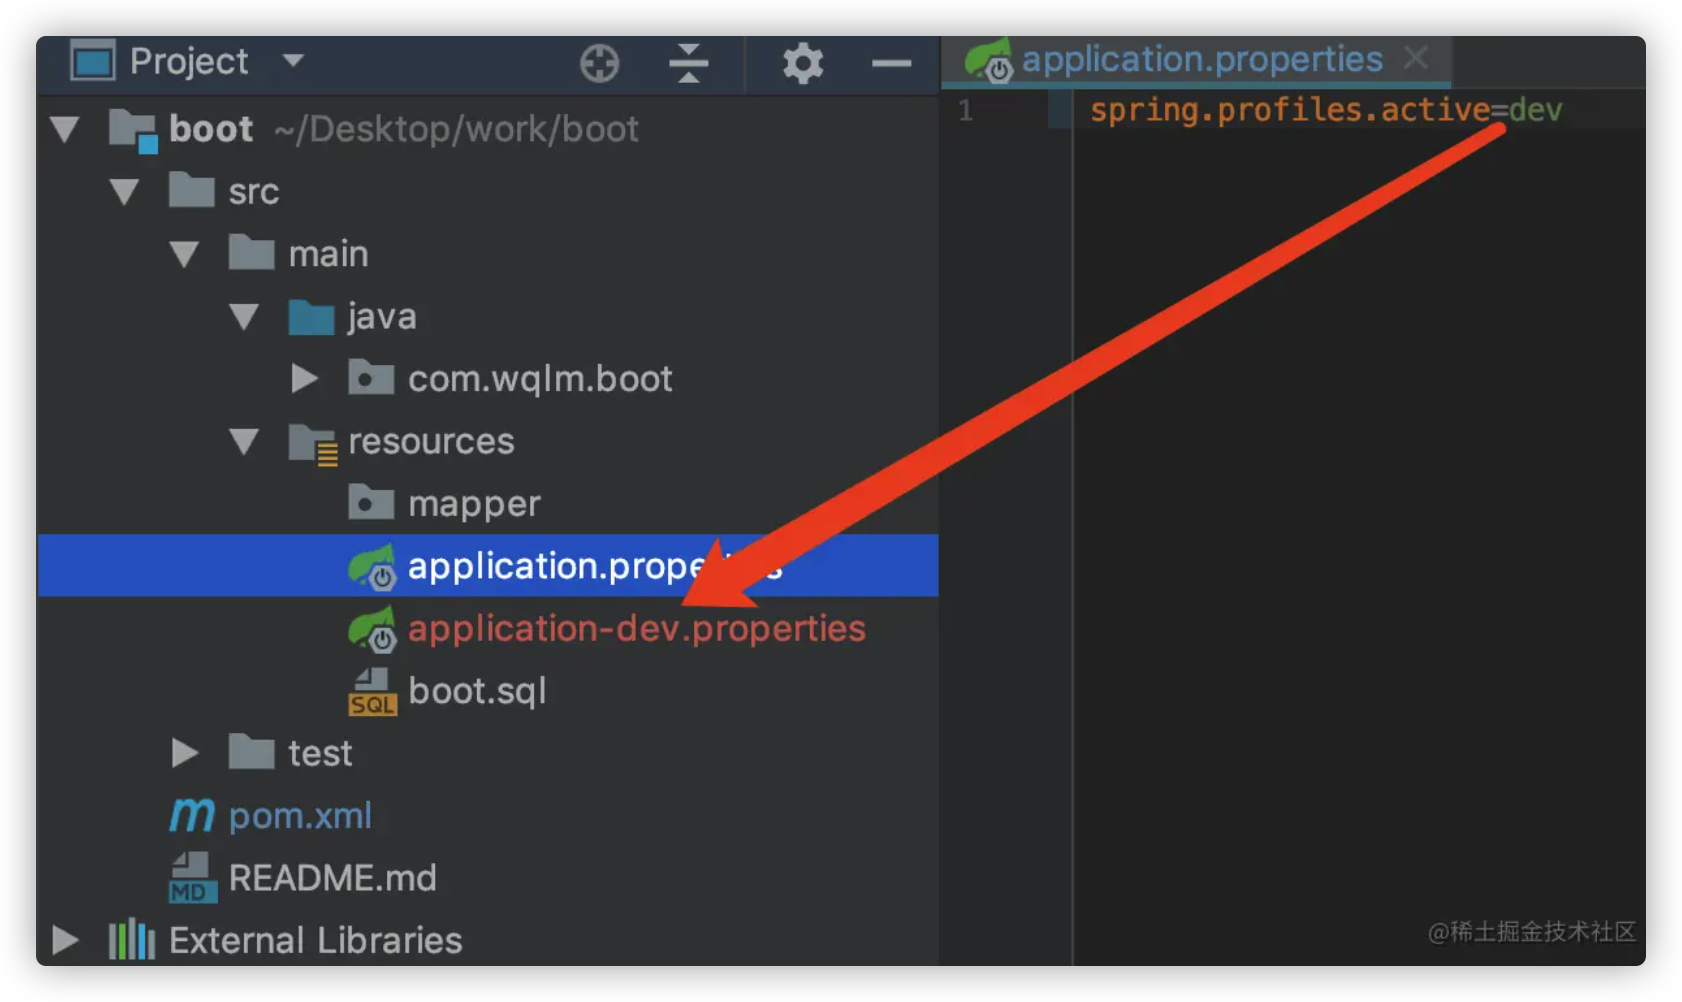 Project
application.properties
1 spring.profiles.active=dev
boot ~/Desktop/work/boot
src
main
java
com.wqlm.boot
resources
mapper
application.prope s
application-dev.properties
SQL boot.sql
test
m pom.xml
MD README.md
External Libraries
@稀土掘金技术社区